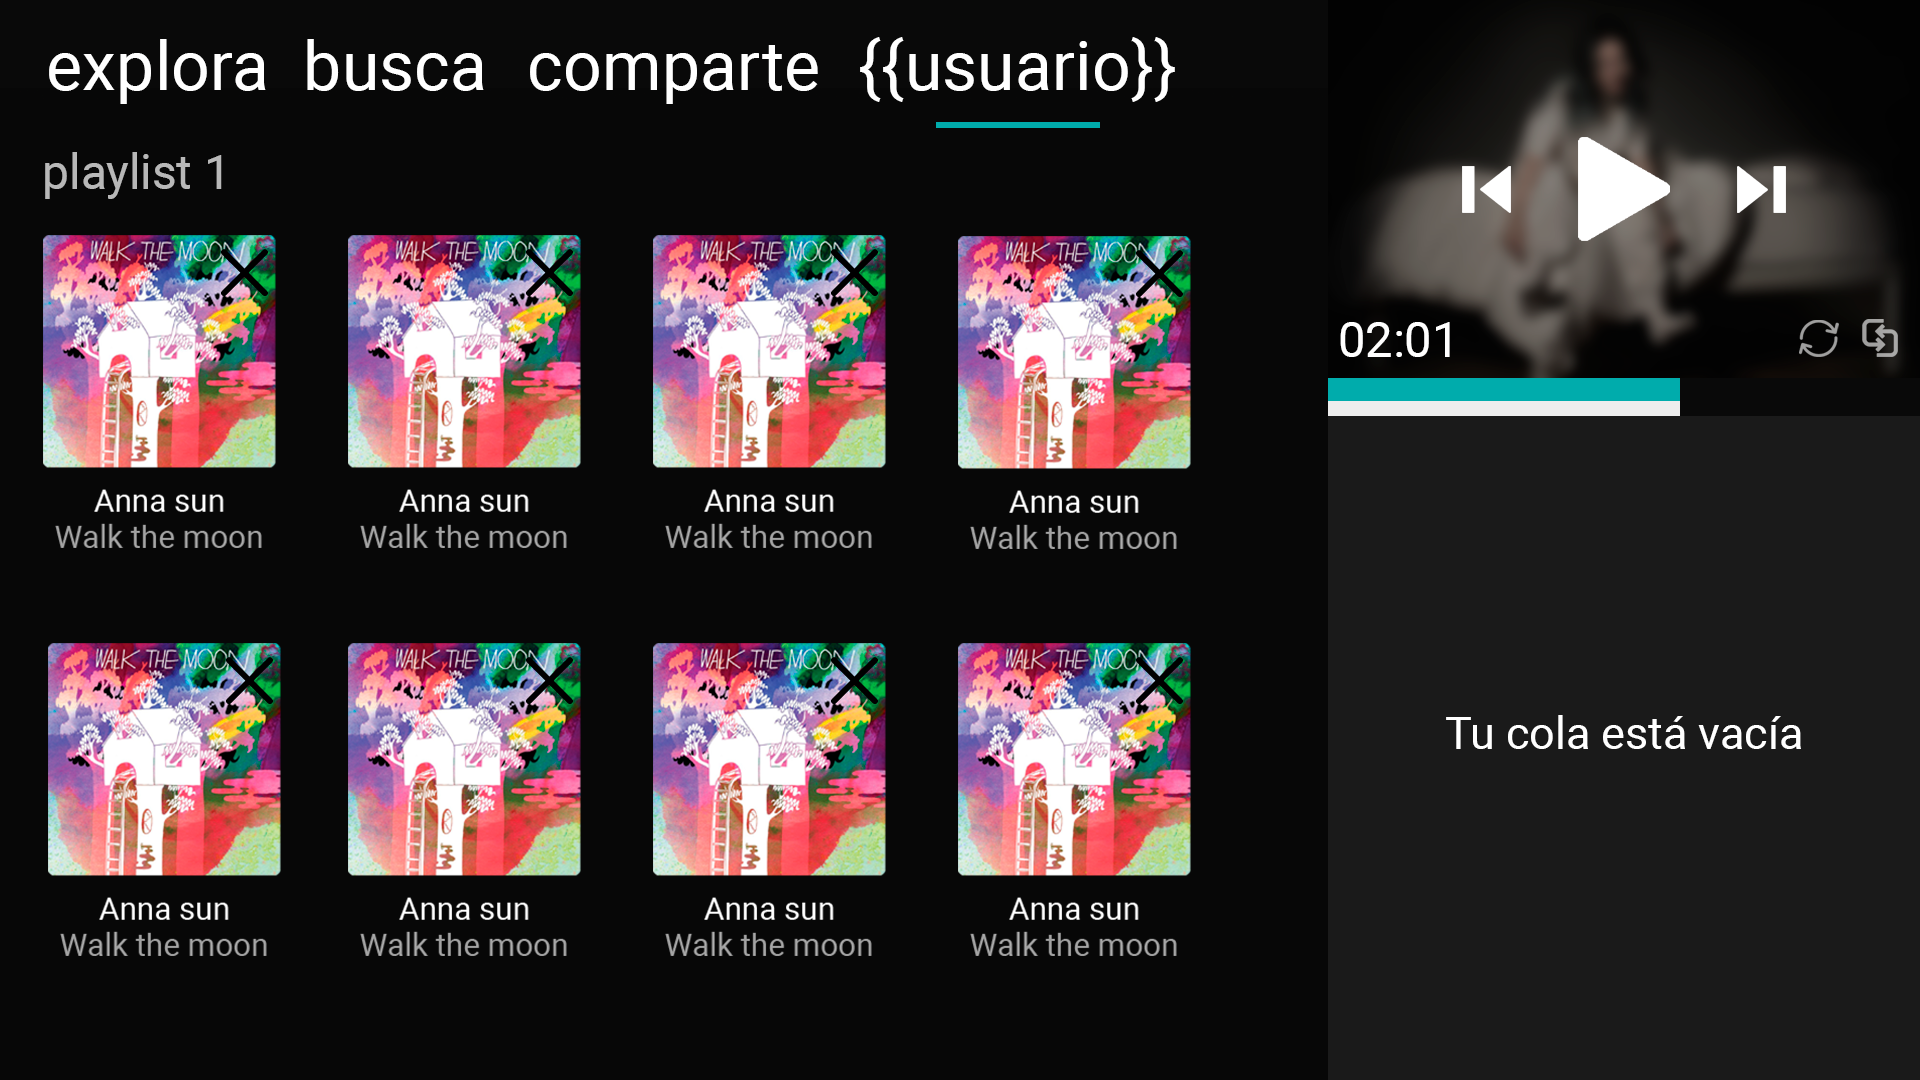 explora busca comparte {{usuario}}
playlist 1
WALK THE MOON WALK THE MOON WALK THE MOON WALK THE MOON
Anna sun Anna sun Anna sun Anna sun
Walk the moon Walk the moon Walk the moon Walk the moon
WALK THE MOON WALK THE MOON WALK THE MOON WALK THE MOON
Anna sun Anna sun Anna sun Anna sun
Walk the moon Walk the moon Walk the moon Walk the moon
02:01
Tu cola está vacía